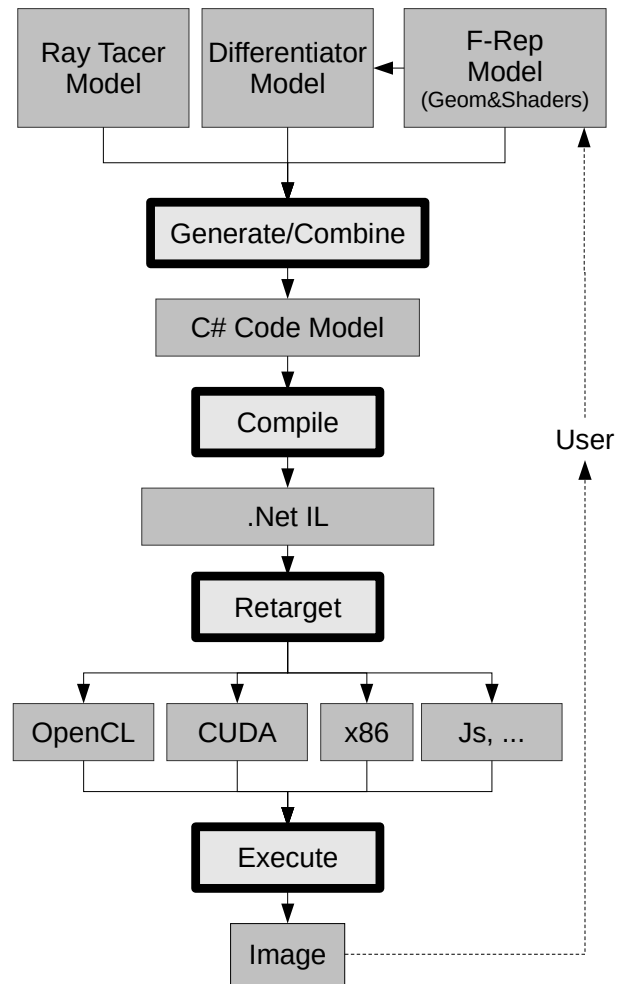 Ray Tacer
Model
Differentiator
Model
F-Rep
Model
(Geom&Shaders)
Generate/Combine
C# Code Model
Compile
User
.Net IL
Retarget
OpenCL
CUDA
x86
Js, ...
Execute
Image